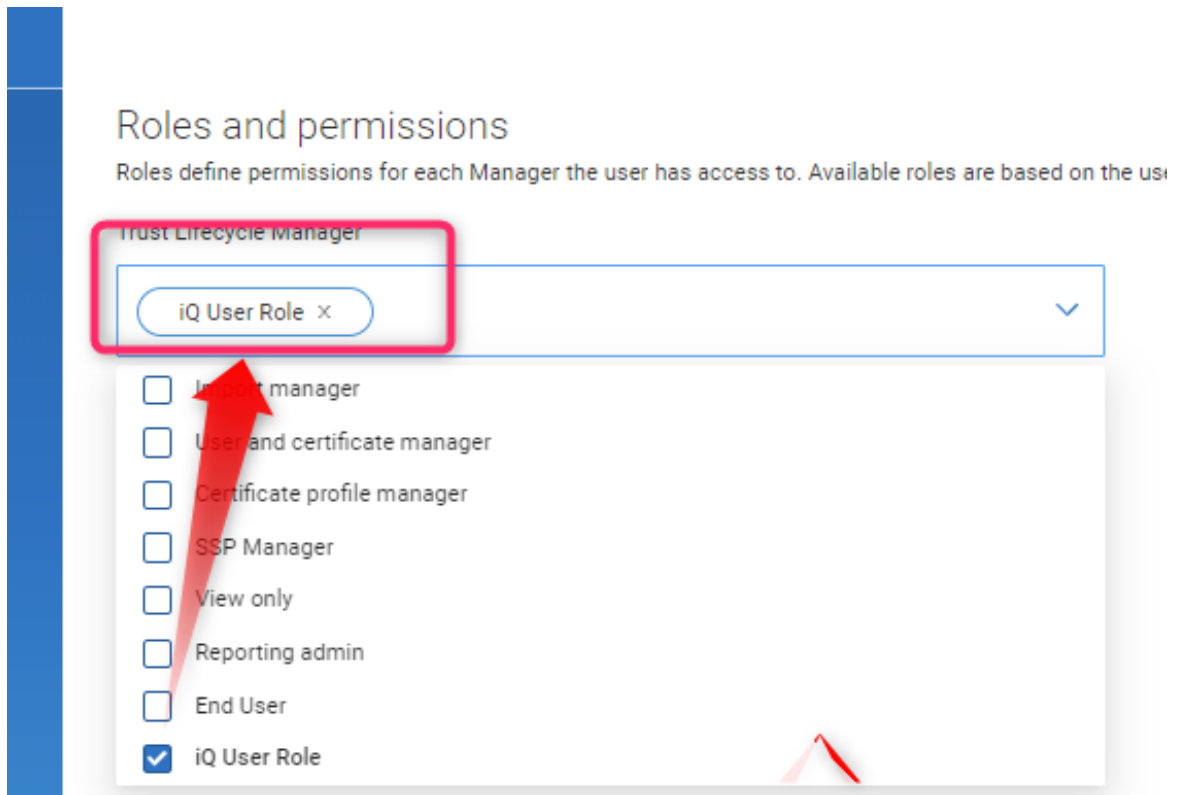 Roles and permissions
Roles define permissions for each Manager the user has access to. Available roles are based on the use
Trust Lifecycle Manager
iQ User Role ×
Import manager
User and certificate manager
Certificate profile manager
SSP Manager
View only
Reporting admin
End User
iQ User Role